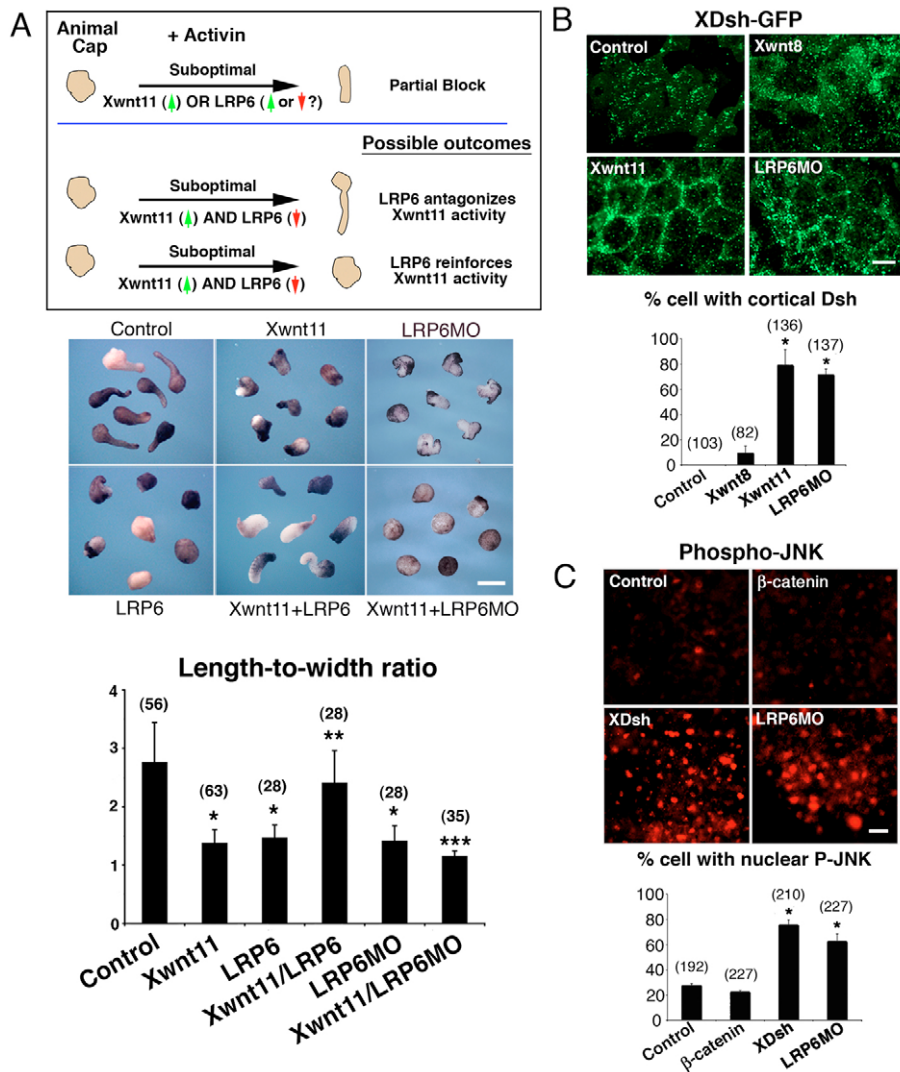 A
Animal
Cap
+ Activin
Suboptimal
Xwnt11 ( ) OR LRP6 ( or ?)
Partial Block
Possible outcomes
Suboptimal
Xwnt11 ( ) AND LRP6 ( )
LRP6 antagonizes
Xwnt11 activity
Suboptimal
Xwnt11 ( ) AND LRP6 ( )
LRP6 reinforces
Xwnt11 activity
Control Xwnt11 LRP6MO
LRP6 Xwnt11+LRP6 Xwnt11+LRP6MO
Length-to-width ratio
4
3
2
1
0
(56)
(63)
*
(28)
*
(28)
**
(28)
*
(35)
***
Control
Xwnt11
LRP6
Xwnt11/LRP6
LRP6MO
Xwnt11/LRP6MO
B
XDsh-GFP
Control Xwnt8
Xwnt11 LRP6MO
% cell with cortical Dsh
100
80
60
40
20
0
(103)
(82)
(136)
*
(137)
*
Control
Xwnt8
Xwnt11
LRP6MO
C
Phospho-JNK
Control β-catenin
XDsh LRP6MO
% cell with nuclear P-JNK
100
80
60
40
20
0
(192)
(227)
(210)
*
(227)
*
Control
β-catenin
XDsh
LRP6MO